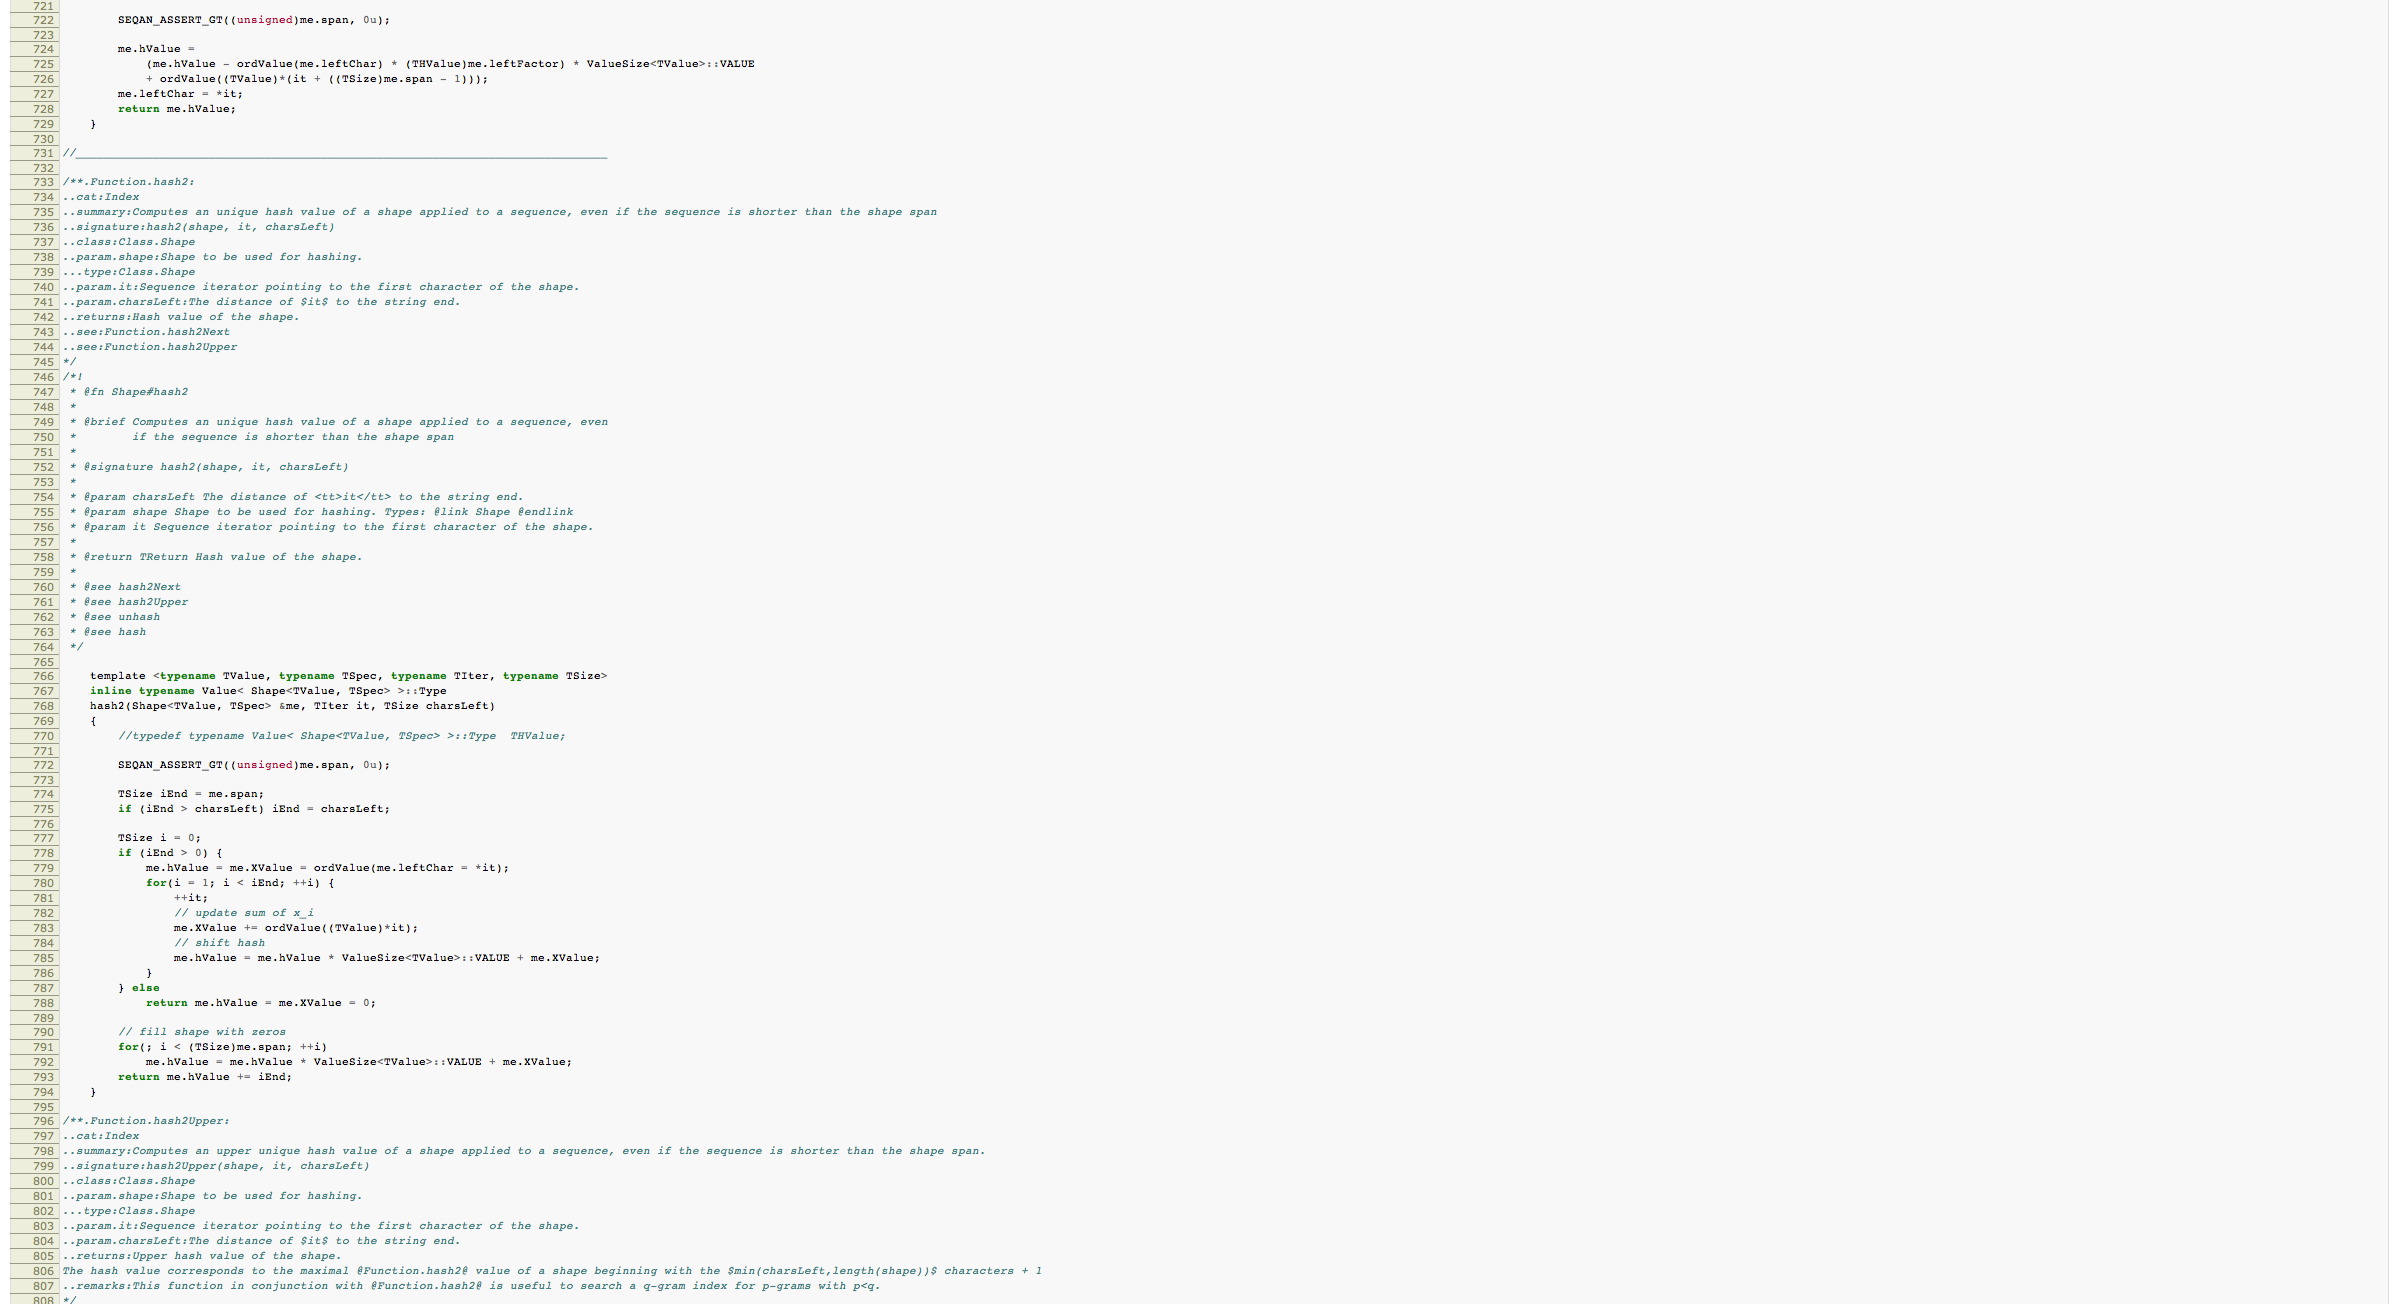 721
722 SEQAN_ASSERT_GT((unsigned)me.span, 0u);
723
724 me.hValue =
725 (me.hValue - ordValue(me.leftChar) * (THValue)me.leftFactor) * ValueSize<TValue>::VALUE
726 + ordValue((TValue)*(it + ((TSize)me.span - 1)));
727 me.leftChar = *it;
728 return me.hValue;
729 }
730
731 //____________________________________________________________________________
732
733 /**.Function.hash2:
734 ..cat:Index
735 ..summary:Computes an unique hash value of a shape applied to a sequence, even if the sequence is shorter than the shape span
736 ..signature:hash2(shape, it, charsLeft)
737 ..class:Class.Shape
738 ..param.shape:Shape to be used for hashing.
739 ...type:Class.Shape
740 ..param.it:Sequence iterator pointing to the first character of the shape.
741 ..param.charsLeft:The distance of $it$ to the string end.
742 ..returns:Hash value of the shape.
743 ..see:Function.hash2Next
744 ..see:Function.hash2Upper
745 */
746 /*!
747 * @fn Shape#hash2
748 *
749 * @brief Computes an unique hash value of a shape applied to a sequence, even
750 * if the sequence is shorter than the shape span
751 *
752 * @signature hash2(shape, it, charsLeft)
753 *
754 * @param charsLeft The distance of <tt>it</tt> to the string end.
755 * @param shape Shape to be used for hashing. Types: @link Shape @endlink
756 * @param it Sequence iterator pointing to the first character of the shape.
757 *
758 * @return TReturn Hash value of the shape.
759 *
760 * @see hash2Next
761 * @see hash2Upper
762 * @see unhash
763 * @see hash
764 */
765
766 template <typename TValue, typename TSpec, typename TIter, typename TSize>
767 inline typename Value< Shape<TValue, TSpec> >::Type
768 hash2(Shape<TValue, TSpec> &me, TIter it, TSize charsLeft)
769 {
770 //typedef typename Value< Shape<TValue, TSpec> >::Type THValue;
771
772 SEQAN_ASSERT_GT((unsigned)me.span, 0u);
773
774 TSize iEnd = me.span;
775 if (iEnd > charsLeft) iEnd = charsLeft;
776
777 TSize i = 0;
778 if (iEnd > 0) {
779 me.hValue = me.XValue = ordValue(me.leftChar = *it);
780 for(i = 1; i < iEnd; ++i) {
781 ++it;
782 // update sum of x_i
783 me.XValue += ordValue((TValue)*it);
784 // shift hash
785 me.hValue = me.hValue * ValueSize<TValue>::VALUE + me.XValue;
786 }
787 } else
788 return me.hValue = me.XValue = 0;
789
790 // fill shape with zeros
791 for(; i < (TSize)me.span; ++i)
792 me.hValue = me.hValue * ValueSize<TValue>::VALUE + me.XValue;
793 return me.hValue += iEnd;
794 }
795
796 /**.Function.hash2Upper:
797 ..cat:Index
798 ..summary:Computes an upper unique hash value of a shape applied to a sequence, even if the sequence is shorter than the shape span.
799 ..signature:hash2Upper(shape, it, charsLeft)
800 ..class:Class.Shape
801 ..param.shape:Shape to be used for hashing.
802 ...type:Class.Shape
803 ..param.it:Sequence iterator pointing to the first character of the shape.
804 ..param.charsLeft:The distance of $it$ to the string end.
805 ..returns:Upper hash value of the shape.
806 The hash value corresponds to the maximal @Function.hash2@ value of a shape beginning with the $min(charsLeft,length(shape))$ characters + 1
807 ..remarks:This function in conjunction with @Function.hash2@ is useful to search a q-gram index for p-grams with p<q.
808 */